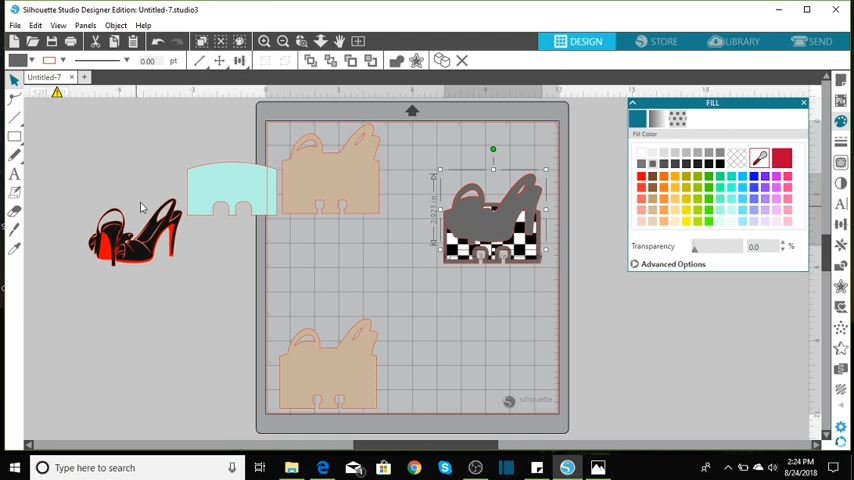 Silhouette Studio Designer Edition: Untitled-7.studio3
File Edit View Panels Object Help
DESIGN STORE LIBRARY SEND
0.00 pt
Untitled-7
FILL
Fill Color
Transparency 0.0 %
Advanced Options
silhouette
Type here to search
2:24 PM
8/24/2018